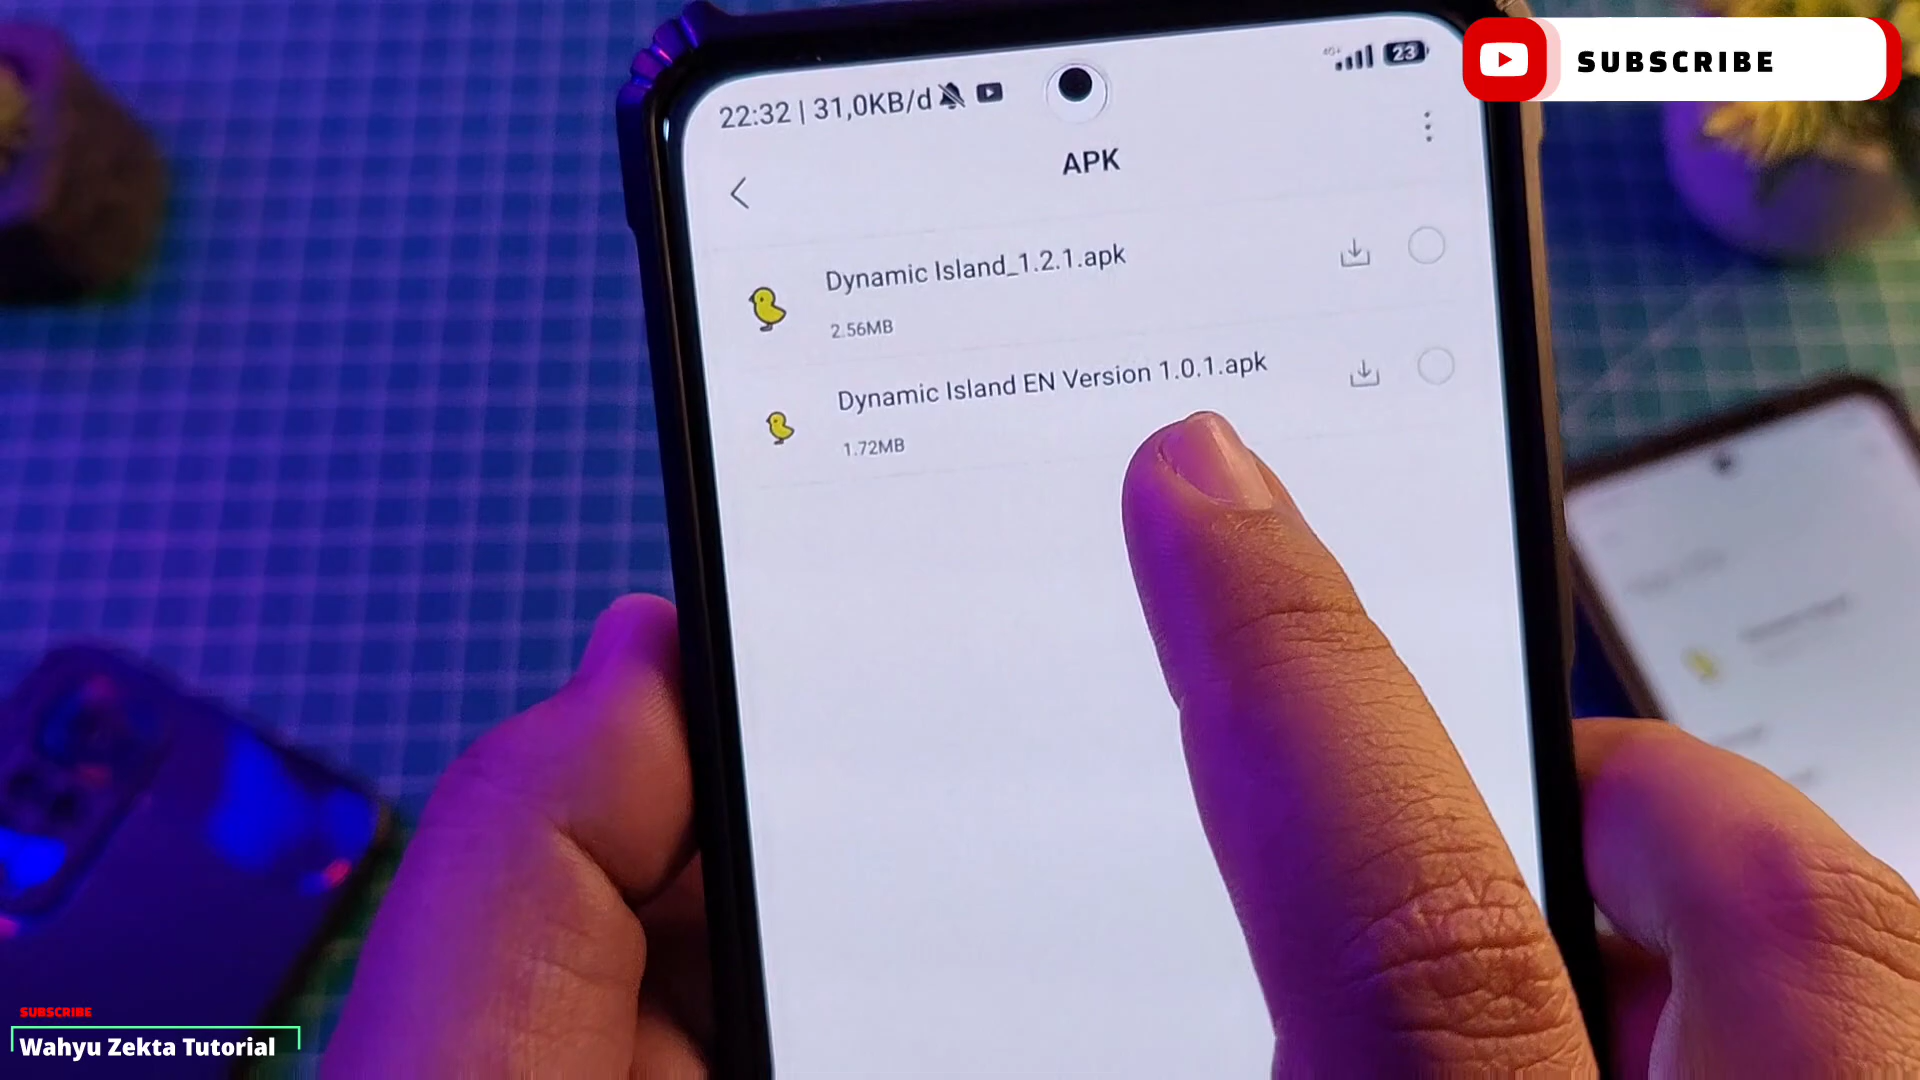 SUBSCRIBE
22:32 | 31,0KB/d
4G+
23
APK
Dynamic Island_1.2.1.apk
2.56MB
Dynamic Island EN Version 1.0.1.apk
1.72MB
SUBSCRIBE
Wahyu Zekta Tutorial